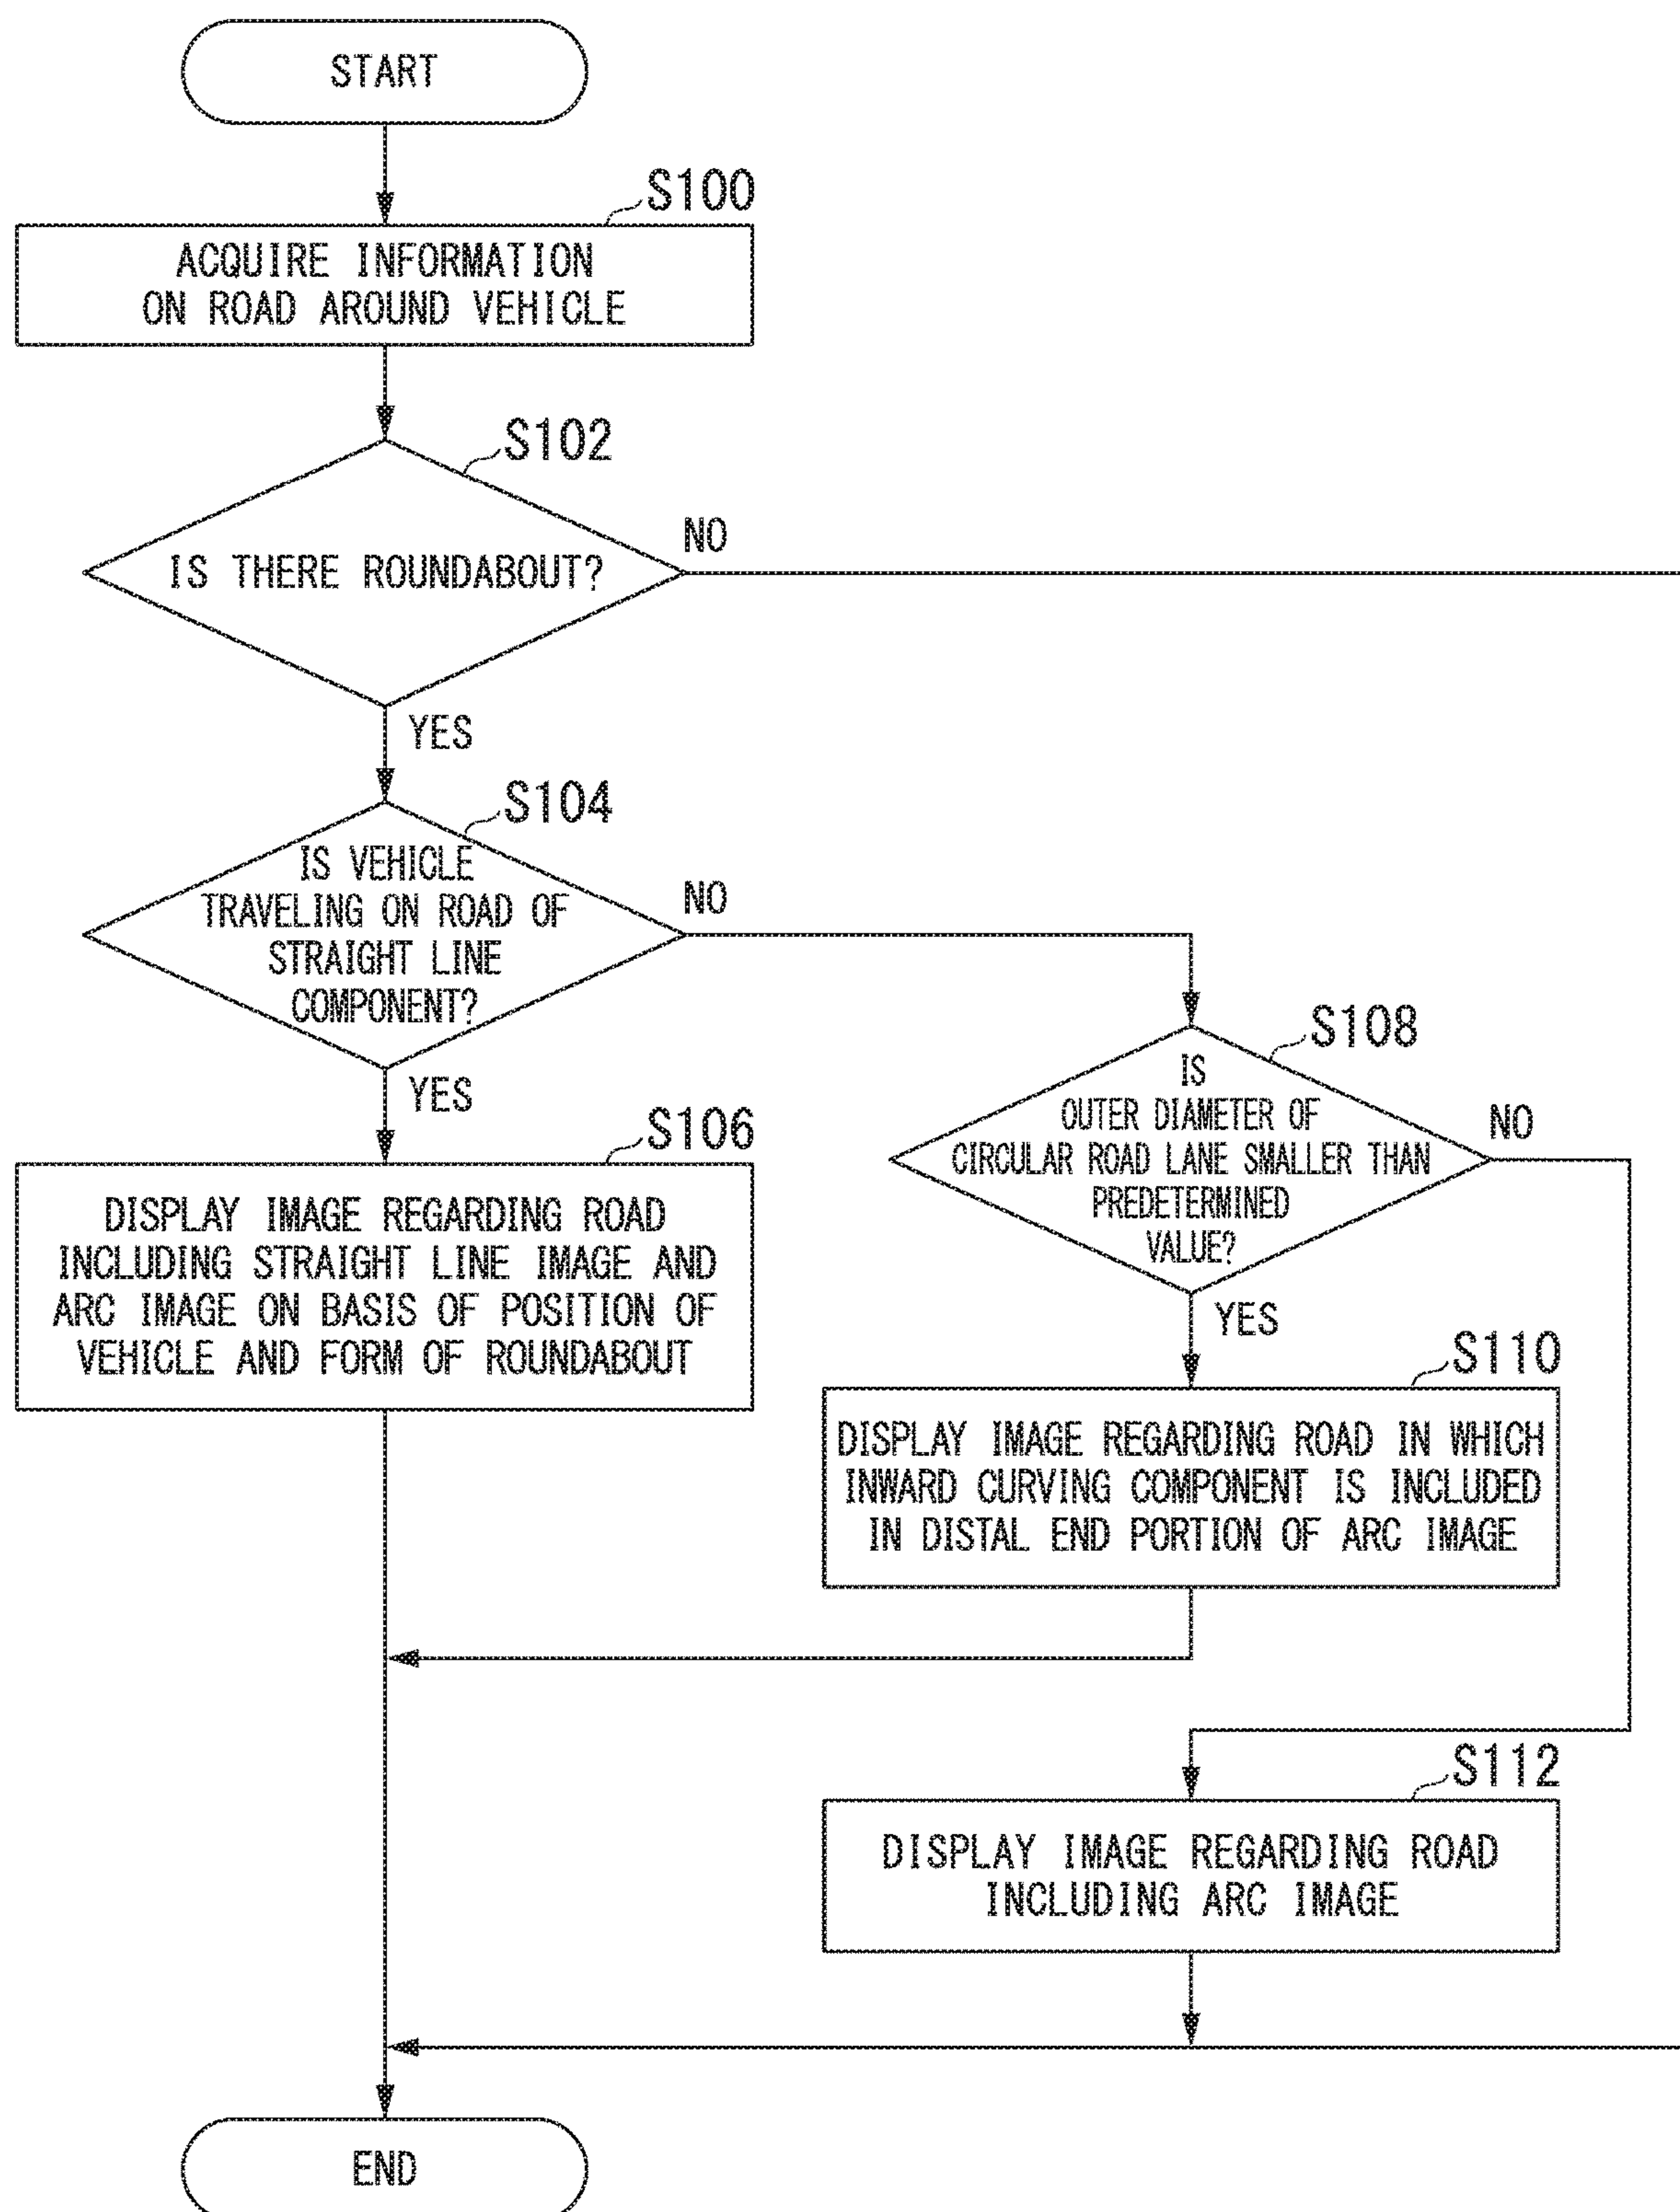 START
S100
ACQUIRE INFORMATION
ON ROAD AROUND VEHICLE
S102
IS THERE ROUNDABOUT?
NO
YES
S104
IS VEHICLE
TRAVELING ON ROAD OF
STRAIGHT LINE
COMPONENT?
NO
YES
S106
DISPLAY IMAGE REGARDING ROAD
INCLUDING STRAIGHT LINE IMAGE AND
ARC IMAGE ON BASIS OF POSITION OF
VEHICLE AND FORM OF ROUNDABOUT
S108
IS
OUTER DIAMETER OF
CIRCULAR ROAD LANE SMALLER THAN
PREDETERMINED
VALUE?
NO
YES
S110
DISPLAY IMAGE REGARDING ROAD IN WHICH
INWARD CURVING COMPONENT IS INCLUDED
IN DISTAL END PORTION OF ARC IMAGE
S112
DISPLAY IMAGE REGARDING ROAD
INCLUDING ARC IMAGE
END